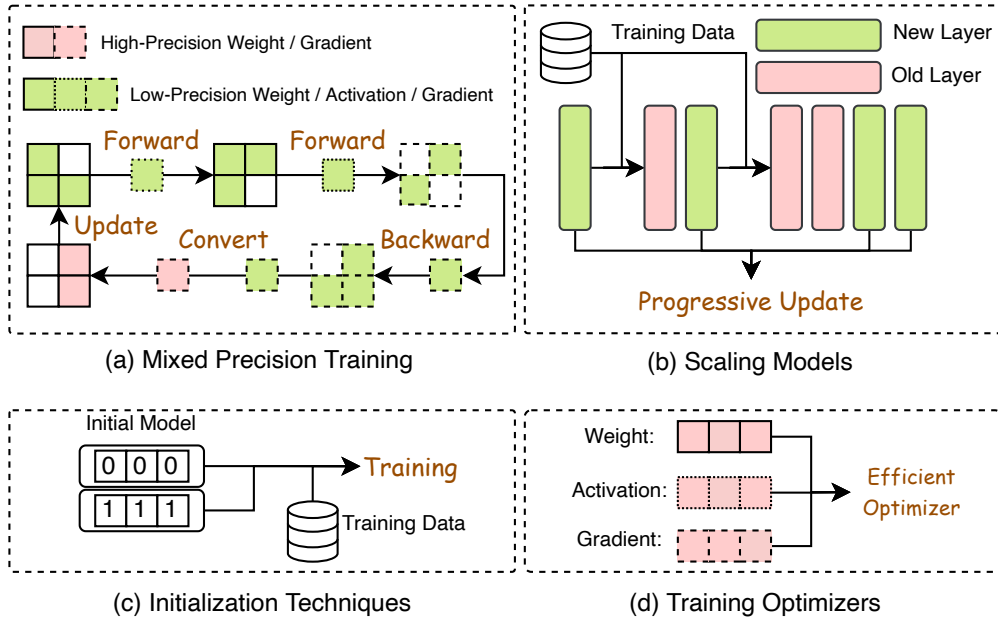 High-Precision Weight / Gradient
Low-Precision Weight / Activation / Gradient
Forward
Forward
Update
Convert
Backward
(a) Mixed Precision Training
Training Data
New Layer
Old Layer
Progressive Update
(b) Scaling Models
Initial Model
0 0 0
1 1 1
Training
Training Data
(c) Initialization Techniques
Weight:
Activation:
Gradient:
Efficient
Optimizer
(d) Training Optimizers